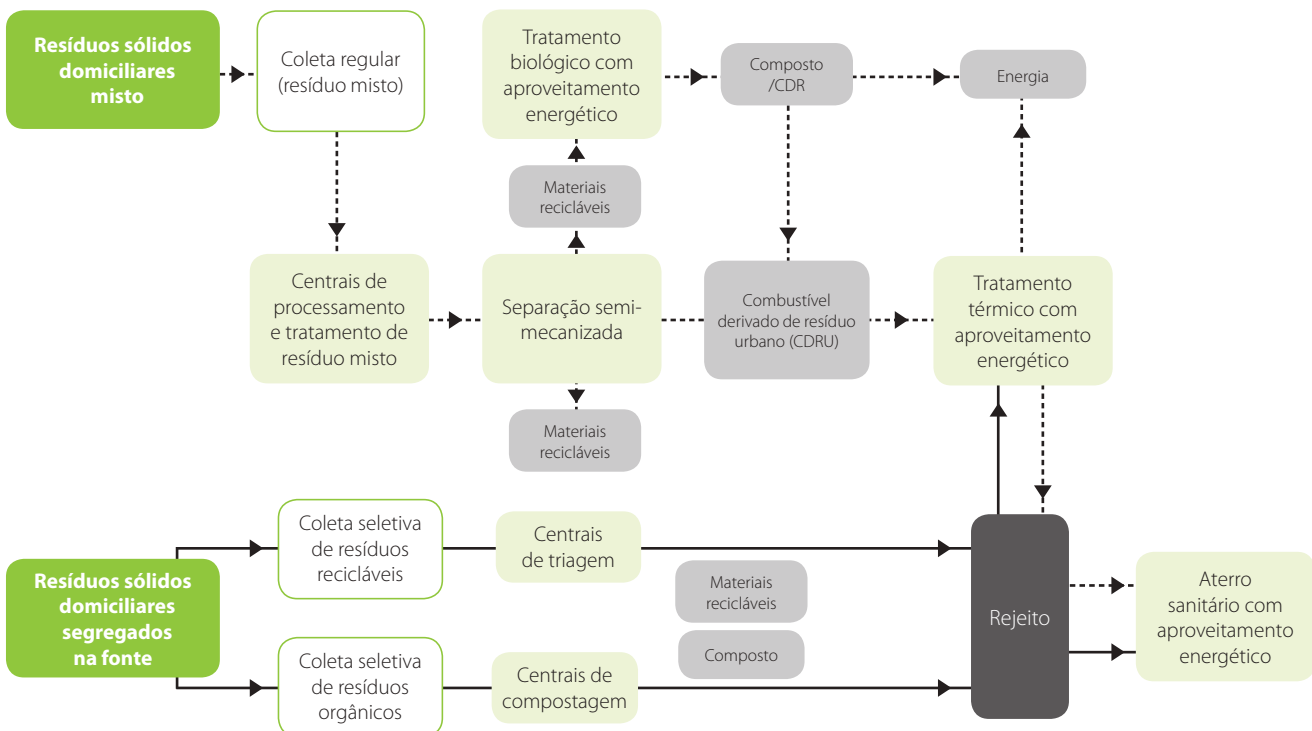 Resíduos sólidos
domiciliares
misto
Coleta regular
(resíduo misto)
Tratamento
biológico com
aproveitamento
energético
Composto
/CDR
Energia
Materiais
recicláveis
Centrais de
processamento
e tratamento de
resíduo misto
Separação semi-
mecanizada
Combustível
derivado de resíduo
urbano (CDRU)
Tratamento
térmico com
aproveitamento
energético
Materiais
recicláveis
Resíduos sólidos
domiciliares
segregados
na fonte
Coleta seletiva
de resíduos
recicláveis
Centrais
de triagem
Materiais
recicláveis
Composto
Coleta seletiva
de resíduos
orgânicos
Centrais de
compostagem
Rejeito
Aterro
sanitário com
aproveitamento
energético